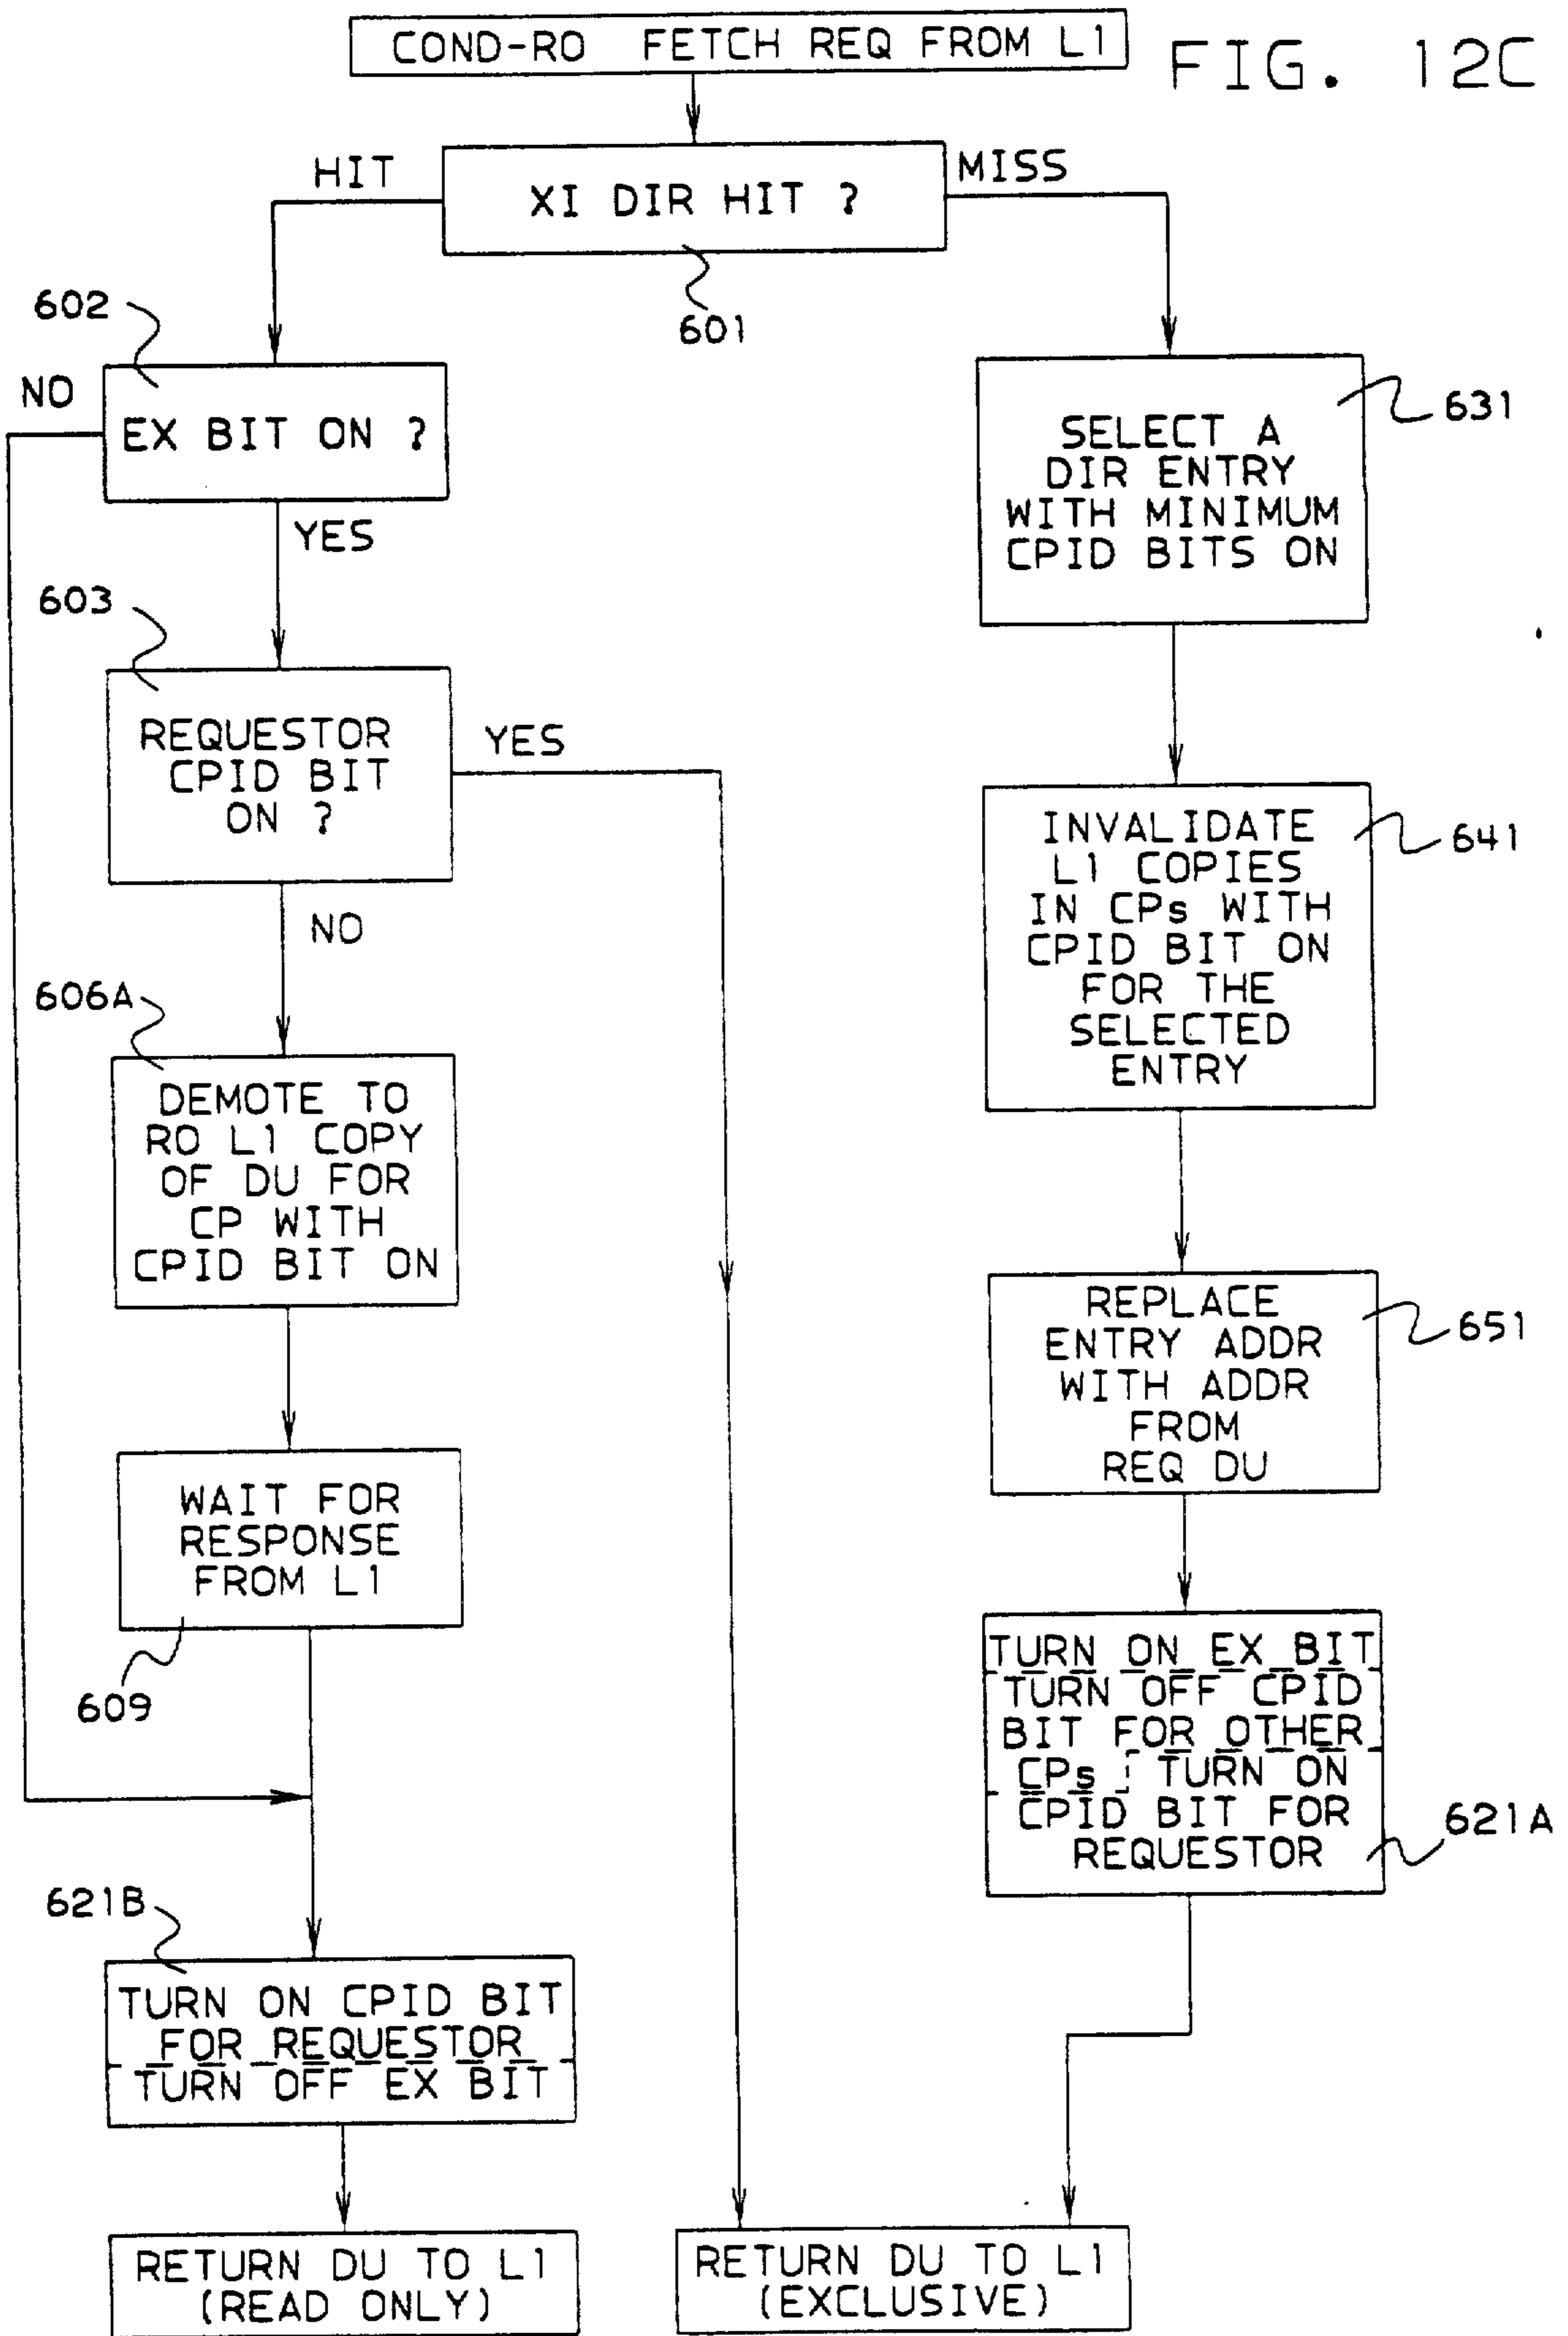 COND-RO FETCH REQ FROM L1
FIG. 12C
HIT
XI DIR HIT ?
MISS
601
602
NO
EX BIT ON ?
YES
603
REQUESTOR
CPID BIT
ON ?
YES
NO
606A
DEMOTE TO
RO L1 COPY
OF DU FOR
CP WITH
CPID BIT ON
WAIT FOR
RESPONSE
FROM L1
609
621B
TURN ON CPID BIT
FOR REQUESTOR
TURN OFF EX BIT
RETURN DU TO L1
(READ ONLY)
631
SELECT A
DIR ENTRY
WITH MINIMUM
CPID BITS ON
641
INVALIDATE
L1 COPIES
IN CPs WITH
CPID BIT ON
FOR THE
SELECTED
ENTRY
651
REPLACE
ENTRY ADDR
WITH ADDR
FROM
REQ DU
TURN ON EX BIT
TURN OFF CPID
BIT FOR OTHER
CPs TURN ON
CPID BIT FOR
REQUESTOR
621A
RETURN DU TO L1
(EXCLUSIVE)